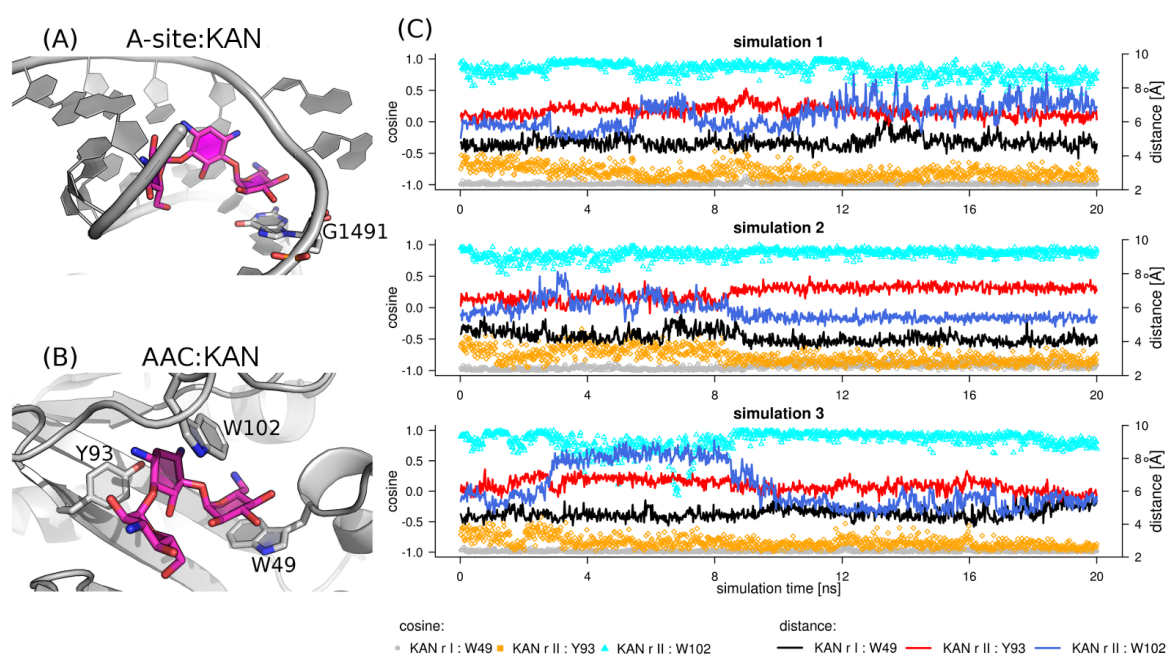 (A) A-site:KAN
G1491
(B) AAC:KAN
W102
Y93
W49
(C)
simulation 1
1.0
0.5
0.0
-0.5
-1.0
cosine
10
8
6
4
2
distance [Å]
0 4 8 12 16 20
simulation 2
1.0
0.5
0.0
-0.5
-1.0
cosine
10
8
6
4
2
distance [Å]
0 4 8 12 16 20
simulation 3
1.0
0.5
0.0
-0.5
-1.0
cosine
10
8
6
4
2
distance [Å]
0 4 8 12 16 20
simulation time [ns]
cosine:
KAN r I : W49 KAN r II : Y93 KAN r II : W102
distance:
KAN r I : W49 KAN r II : Y93 KAN r II : W102